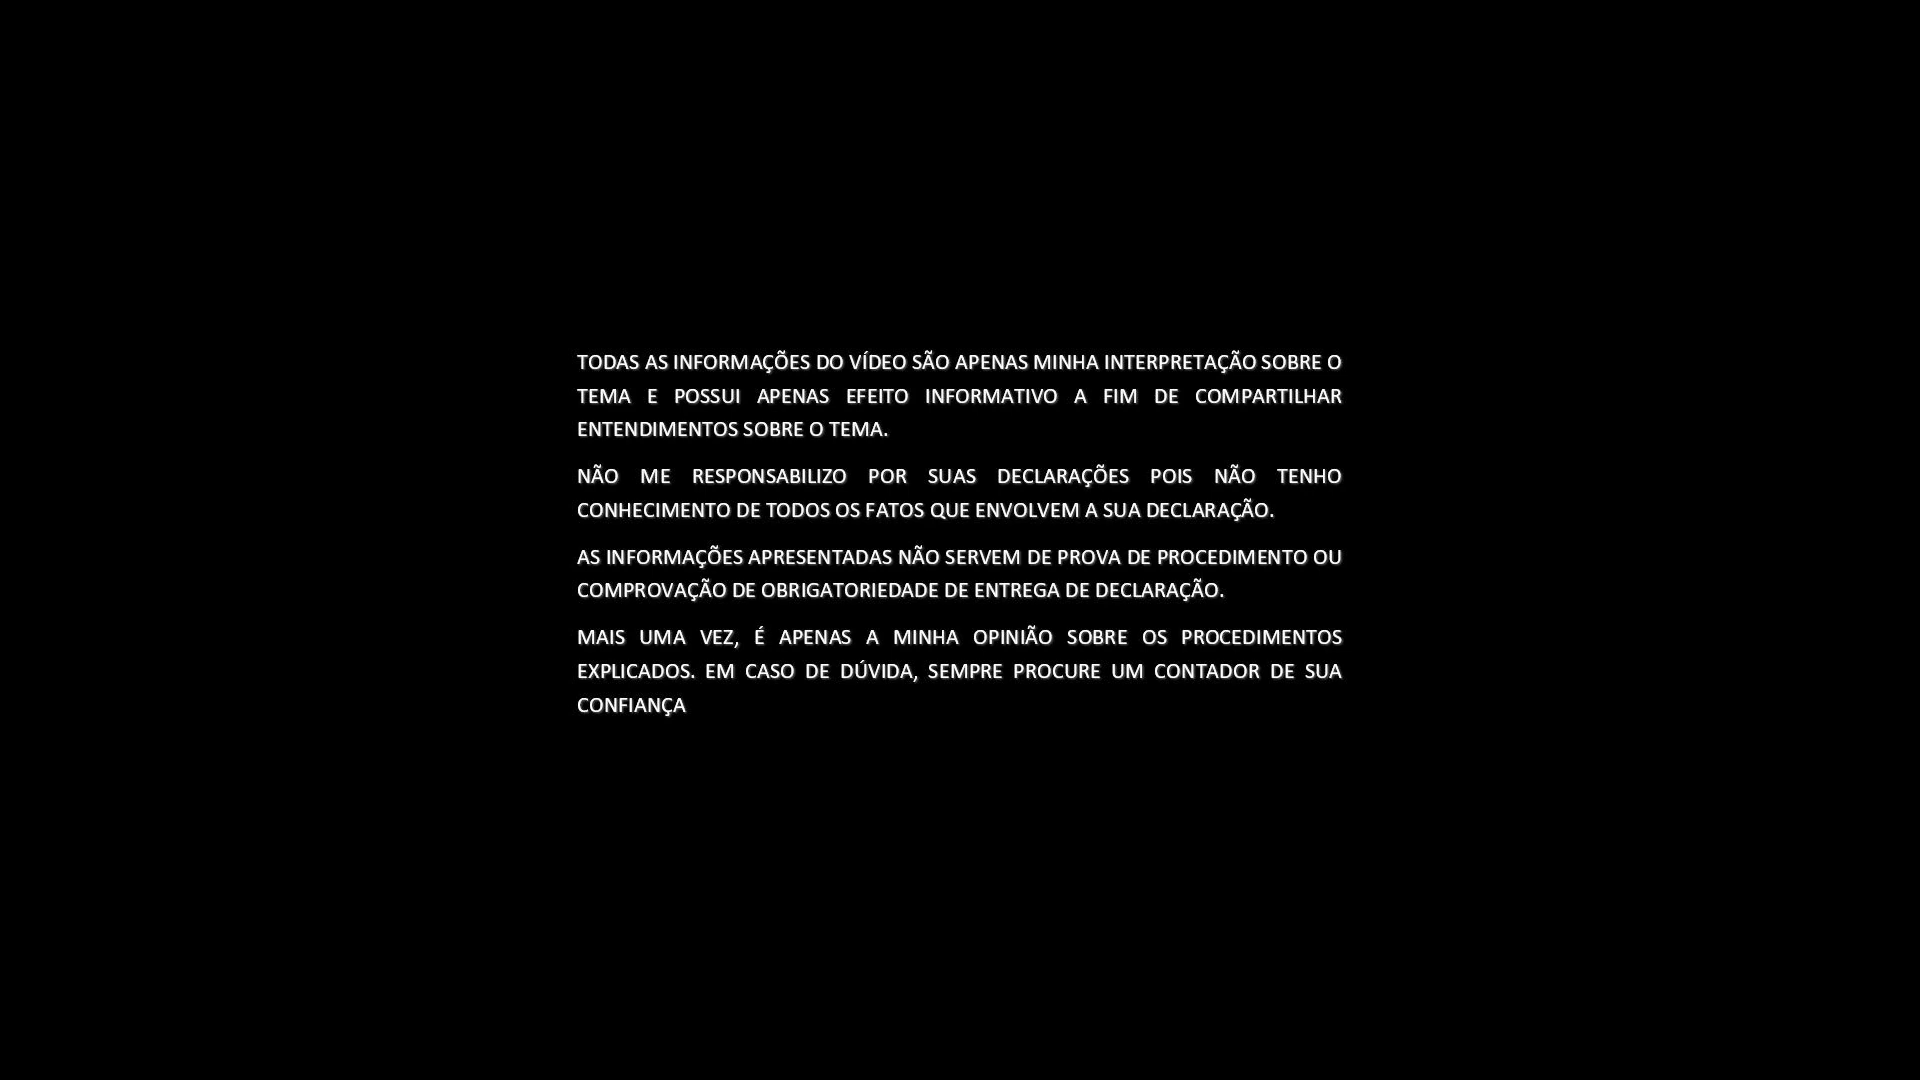 TODAS AS INFORMAÇÕES DO VÍDEO SÃO APENAS MINHA INTERPRETAÇÃO SOBRE O
TEMA E POSSUI APENAS EFEITO INFORMATIVO A FIM DE COMPARTILHAR
ENTENDIMENTOS SOBRE O TEMA.
NÃO ME RESPONSABILIZO POR SUAS DECLARAÇÕES POIS NÃO TENHO
CONHECIMENTO DE TODOS OS FATOS QUE ENVOLVEM A SUA DECLARAÇÃO.
AS INFORMAÇÕES APRESENTADAS NÃO SERVEM DE PROVA DE PROCEDIMENTO OU
COMPROVAÇÃO DE OBRIGATORIEDADE DE ENTREGA DE DECLARAÇÃO.
MAIS UMA VEZ, É APENAS A MINHA OPINIÃO SOBRE OS PROCEDIMENTOS
EXPLICADOS. EM CASO DE DÚVIDA, SEMPRE PROCURE UM CONTADOR DE SUA
CONFIANÇA